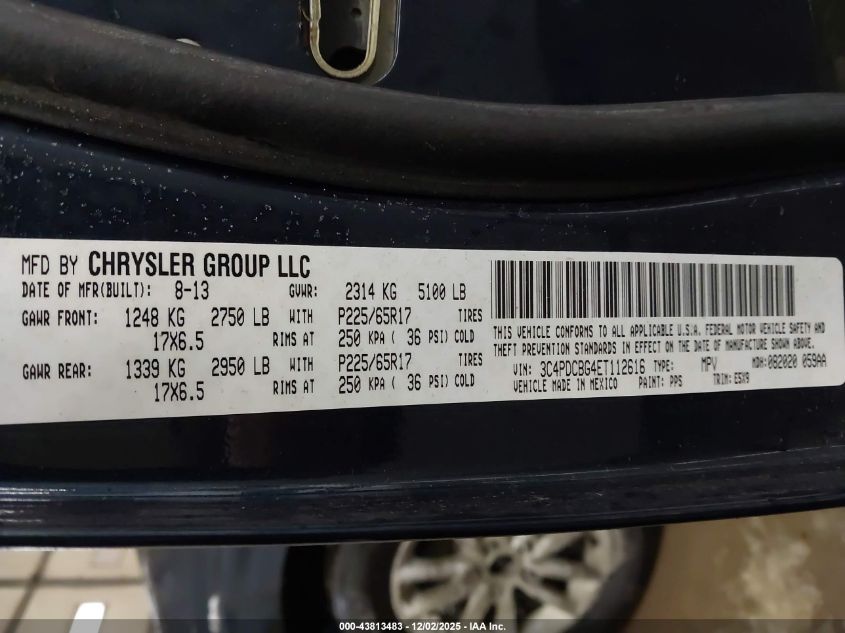 MFD BY CHRYSLER GROUP LLC
DATE OF MFR(BUILT): 8-13 GVWR: 2314 KG 5100 LB
GAWR FRONT: 1248 KG 2750 LB WITH P225/65R17 TIRES
17X6.5 RIMS AT 250 KPA ( 36 PSI) COLD
GAWR REAR: 1339 KG 2950 LB WITH P225/65R17 TIRES
17X6.5 RIMS AT 250 KPA ( 36 PSI) COLD
THIS VEHICLE CONFORMS TO ALL APPLICABLE U.S.A. FEDERAL MOTOR VEHICLE SAFETY AND
THEFT PREVENTION STANDARDS IN EFFECT ON THE DATE OF MANUFACTURE SHOWN ABOVE.
VIN: 3C4PDCBG4ET112616 TYPE: MPV MDH: 082020 059AA
VEHICLE MADE IN MEXICO PAINT: PPS TRIM: E5X9
000-43813483 - 12/02/2025 - IAA Inc.